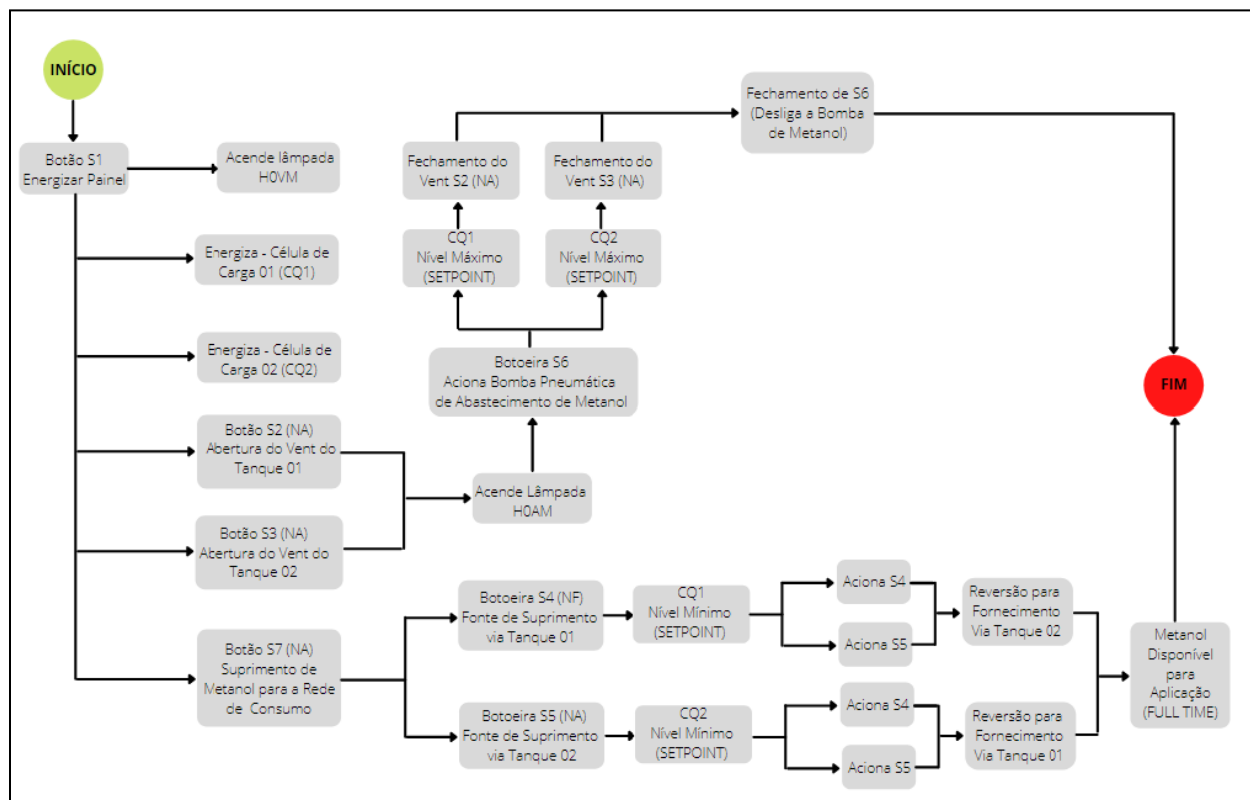 INÍCIO
Botão S1
Energizar Painel
Acende lâmpada
H0VM
Energiza - Célula de
Carga 01 (CQ1)
Energiza - Célula de
Carga 02 (CQ2)
Botão S2 (NA)
Abertura do Vent do
Tanque 01
Botão S3 (NA)
Abertura do Vent do
Tanque 02
Botão S7 (NA)
Suprimento de
Metanol para a Rede
de Consumo
Acende Lâmpada
H0AM
Botoeira S6
Aciona Bomba Pneumática
de Abastecimento de Metanol
CQ1
Nível Máximo
(SETPOINT)
CQ2
Nível Máximo
(SETPOINT)
Fechamento do
Vent S2 (NA)
Fechamento do
Vent S3 (NA)
Fechamento de S6
(Desliga a Bomba
de Metanol)
Botoeira S4 (NF)
Fonte de Suprimento
via Tanque 01
CQ1
Nível Mínimo
(SETPOINT)
Aciona S4
Aciona S5
Reversão para
Fornecimento
Via Tanque 02
Botoeira S5 (NA)
Fonte de Suprimento
via Tanque 02
CQ2
Nível Mínimo
(SETPOINT)
Aciona S4
Aciona S5
Reversão para
Fornecimento
Via Tanque 01
Metanol
Disponível
para
Aplicação
(FULL TIME)
FIM